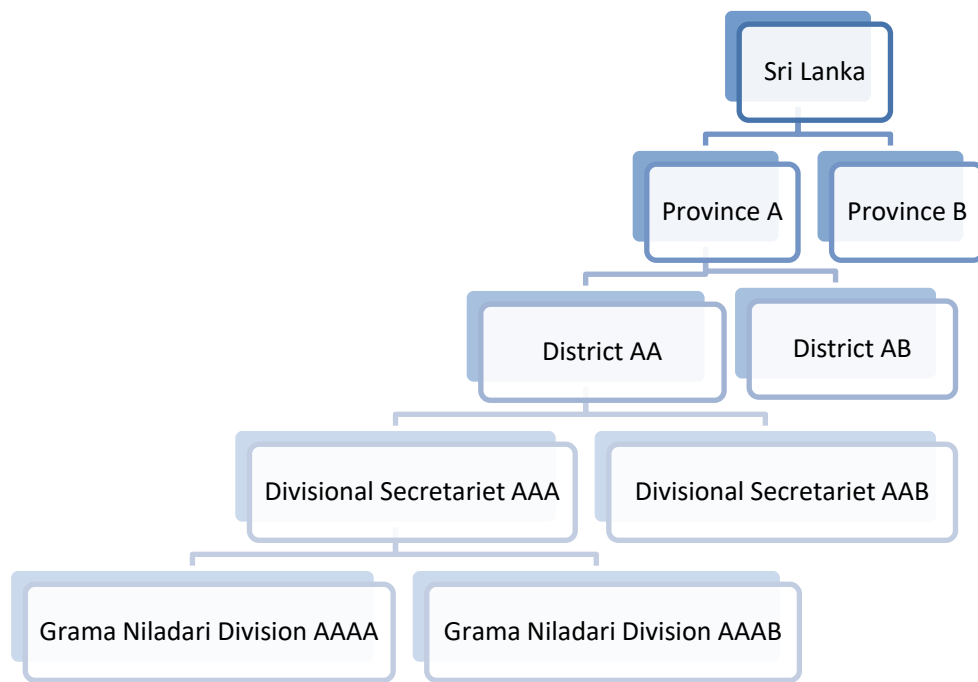 Sri Lanka
Province A
Province B
District AA
District AB
Divisional Secretariet AAA
Divisional Secretariet AAB
Grama Niladari Division AAAA
Grama Niladari Division AAAB